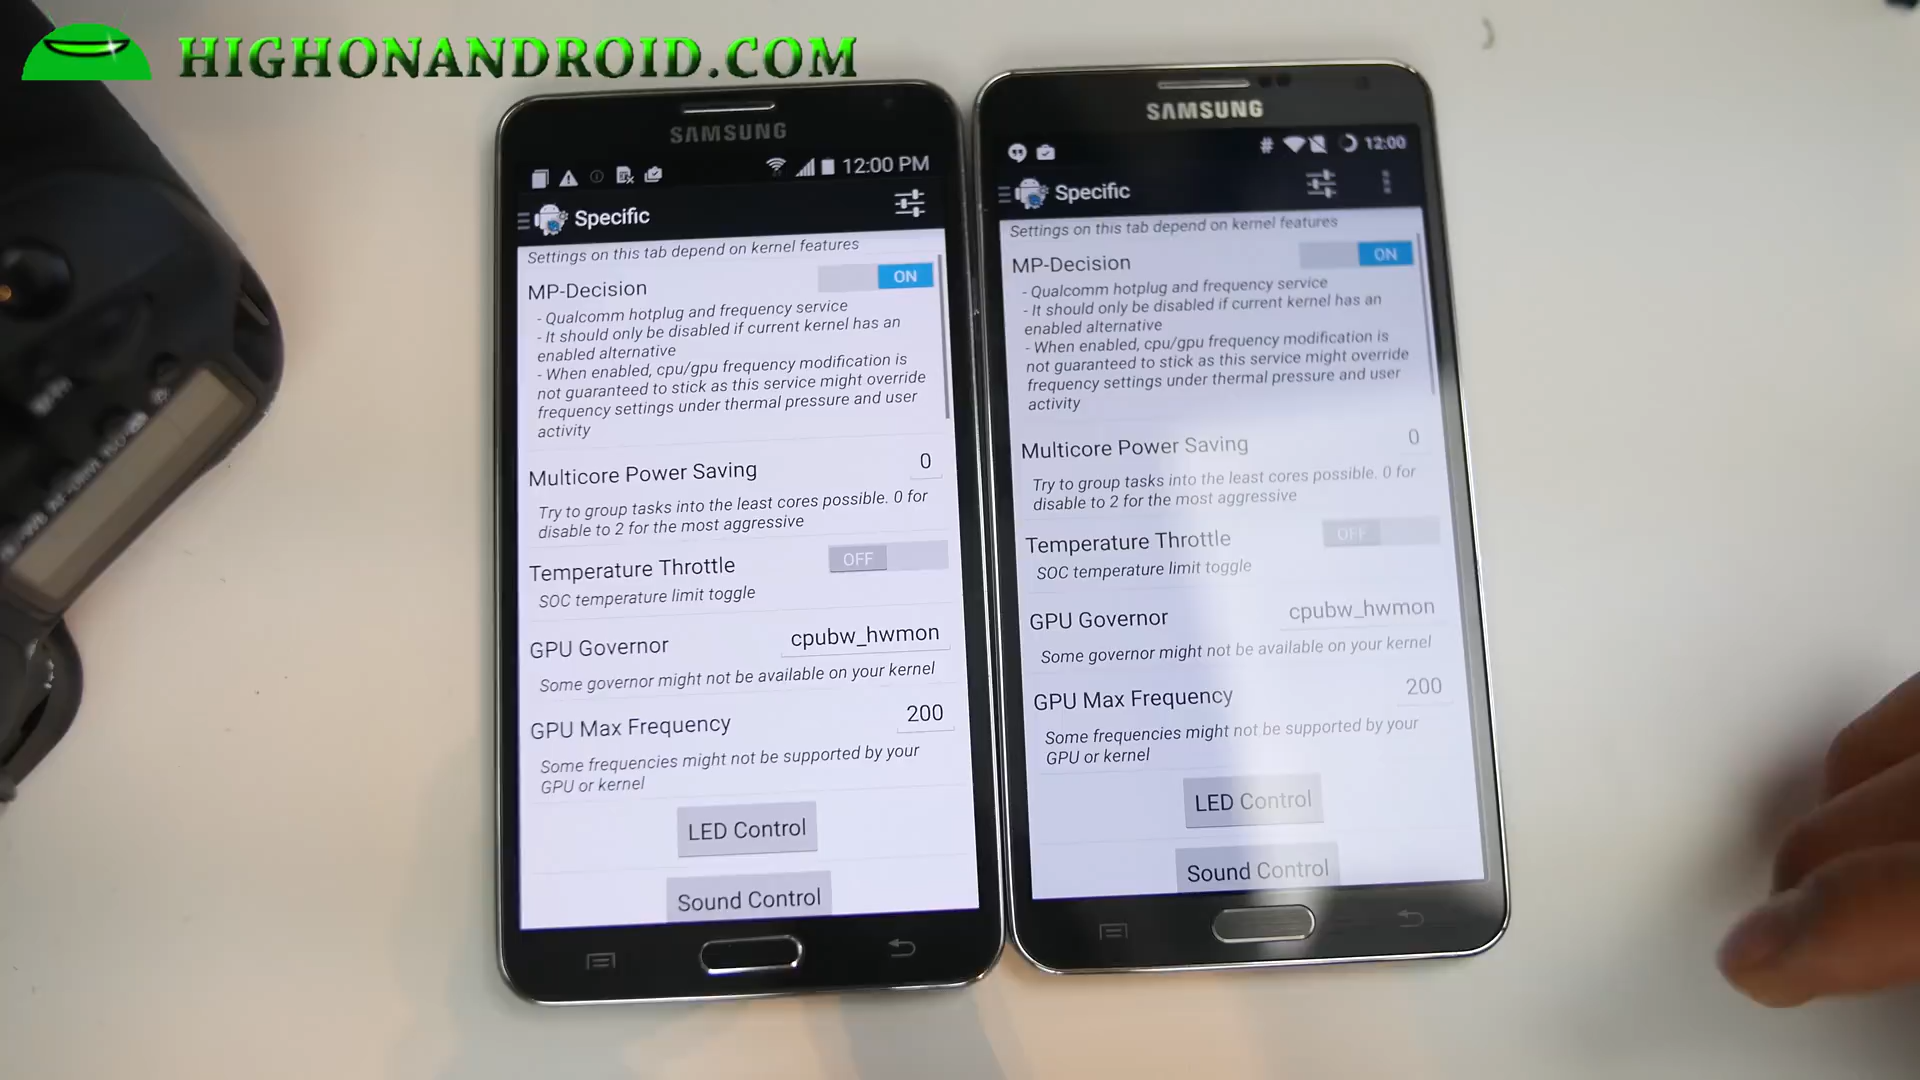 HIGHONANDROID.COM
SAMSUNG
12:00 PM
Specific
Settings on this tab depend on kernel features
MP-Decision
ON
- Qualcomm hotplug and frequency service
- It should only be disabled if current kernel has an
enabled alternative
- When enabled, cpu/gpu frequency modification is
not guaranteed to stick as this service might override
frequency settings under thermal pressure and user
activity
Multicore Power Saving
0
Try to group tasks into the least cores possible. 0 for
disable to 2 for the most aggressive
Temperature Throttle
OFF
SOC temperature limit toggle
GPU Governor
cpubw_hwmon
Some governor might not be available on your kernel
GPU Max Frequency
200
Some frequencies might not be supported by your
GPU or kernel
LED Control
Sound Control
SAMSUNG
# 12:00
Specific
Settings on this tab depend on kernel features
MP-Decision
ON
- Qualcomm hotplug and frequency service
- It should only be disabled if current kernel has an
enabled alternative
- When enabled, cpu/gpu frequency modification is
not guaranteed to stick as this service might override
frequency settings under thermal pressure and user
activity
Multicore Power Saving
0
Try to group tasks into the least cores possible. 0 for
disable to 2 for the most aggressive
Temperature Throttle
OFF
SOC temperature limit toggle
GPU Governor
cpubw_hwmon
Some governor might not be available on your kernel
GPU Max Frequency
200
Some frequencies might not be supported by your
GPU or kernel
LED Control
Sound Control